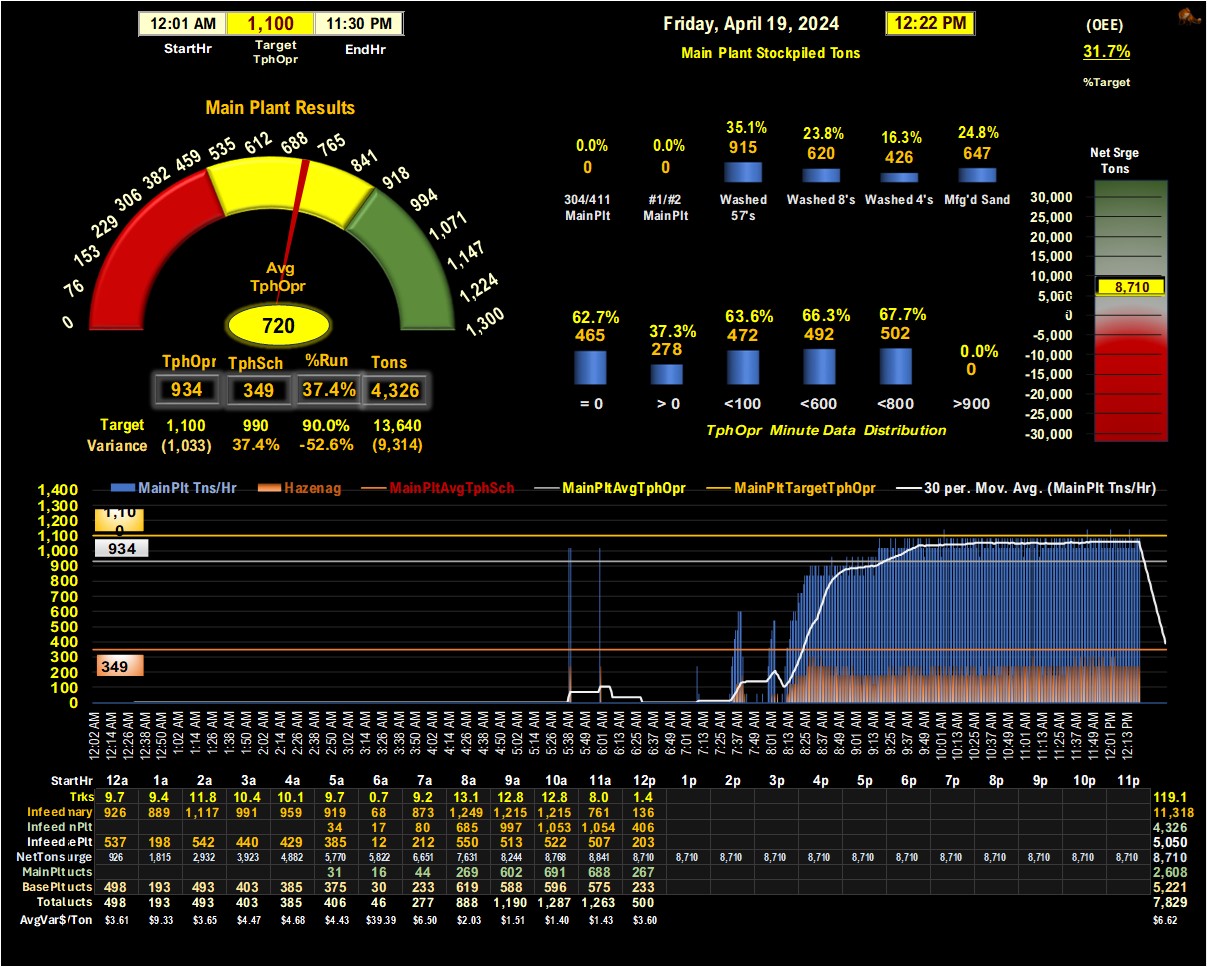 12:01 AM 1,100 11:30 PM
StartHr Target TphOpr EndHr
Friday, April 19, 2024 12:22 PM
Main Plant Stockpiled Tons
(OEE)
31.7%
%Target
Main Plant Results
0 76 153 229 306 382 459 535 612 688 765 841 918 994 1,071 1,147 1,224 1,300
Avg
TphOpr
720
TphOpr TphSch %Run Tons
934 349 37.4% 4,326
Target 1,100 990 90.0% 13,640
Variance (1,033) 37.4% -52.6% (9,314)
0.0% 0.0% 35.1% 23.8% 16.3% 24.8%
0 0 915 620 426 647
304/411 MainPlt #1/#2 MainPlt Washed 57's Washed 8's Washed 4's Mfg'd Sand
62.7% 37.3% 63.6% 66.3% 67.7% 0.0%
465 278 472 492 502 0
= 0 > 0 <100 <600 <800 >900
TphOpr Minute Data Distribution
Net Srge
Tons
30,000
25,000
20,000
15,000
10,000
8,710
5,000
0
-5,000
-10,000
-15,000
-20,000
-25,000
-30,000
MainPlt Tns/Hr Hazenag MainPltAvgTphSch MainPltAvgTphOpr MainPltTargetTphOpr 30 per. Mov. Avg. (MainPlt Tns/Hr)
1,400
1,300
1,200
1,100
1,000
900
800
700
600
500
400
300
200
100
0
1,10
0
934
349
12:02 AM 12:14 AM 12:26 AM 12:38 AM 12:50 AM 1:02 AM 1:14 AM 1:26 AM 1:38 AM 1:50 AM 2:02 AM 2:14 AM 2:26 AM 2:38 AM 2:50 AM 3:02 AM 3:14 AM 3:26 AM 3:38 AM 3:50 AM 4:02 AM 4:14 AM 4:26 AM 4:38 AM 4:50 AM 5:02 AM 5:14 AM 5:26 AM 5:38 AM 5:49 AM 6:01 AM 6:13 AM 6:25 AM 6:37 AM 6:49 AM 7:01 AM 7:13 AM 7:25 AM 7:37 AM 7:49 AM 8:01 AM 8:13 AM 8:25 AM 8:37 AM 8:49 AM 9:01 AM 9:13 AM 9:25 AM 9:37 AM 9:49 AM 10:01 AM 10:13 AM 10:25 AM 10:37 AM 10:49 AM 11:01 AM 11:13 AM 11:25 AM 11:37 AM 11:49 AM 12:01 PM 12:13 PM
StartHr 12a 1a 2a 3a 4a 5a 6a 7a 8a 9a 10a 11a 12p 1p 2p 3p 4p 5p 6p 7p 8p 9p 10p 11p
Trks 9.7 9.4 11.8 10.4 10.1 9.7 0.7 9.2 13.1 12.8 12.8 8.0 1.4 119.1
Infeed mary 926 889 1,117 991 959 919 68 873 1,249 1,215 1,215 761 136 11,318
Infeed nPlt 34 17 80 685 997 1,053 1,054 406 4,326
Infeed ePlt 537 198 542 440 429 385 12 212 550 513 522 507 203 5,050
NetTons urge 926 1,815 2,932 3,923 4,882 5,770 5,822 6,651 7,631 8,244 8,768 8,841 8,710 8,710 8,710 8,710 8,710 8,710 8,710 8,710 8,710 8,710 8,710 8,710 8,710
MainPlt ucts 31 16 44 269 602 691 688 267 2,608
BasePlt ucts 498 193 493 403 385 375 30 233 619 588 596 575 233 5,221
Total ucts 498 193 493 403 385 406 46 277 888 1,190 1,287 1,263 500 7,829
AvgVar$/Ton $3.61 $9.33 $3.65 $4.47 $4.68 $4.43 $39.39 $6.50 $2.03 $1.51 $1.40 $1.43 $3.60 $6.62